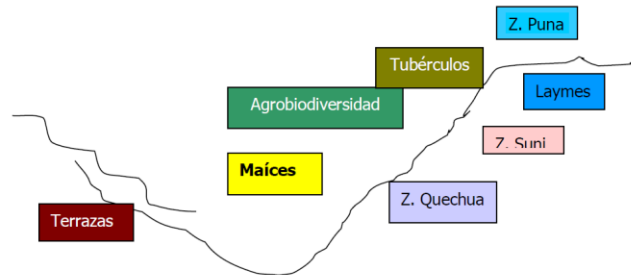 Z. Puna
Tubérculos
Laymes
Agrobiodiversidad
Z. Suni
Maíces
Z. Quechua
Terrazas